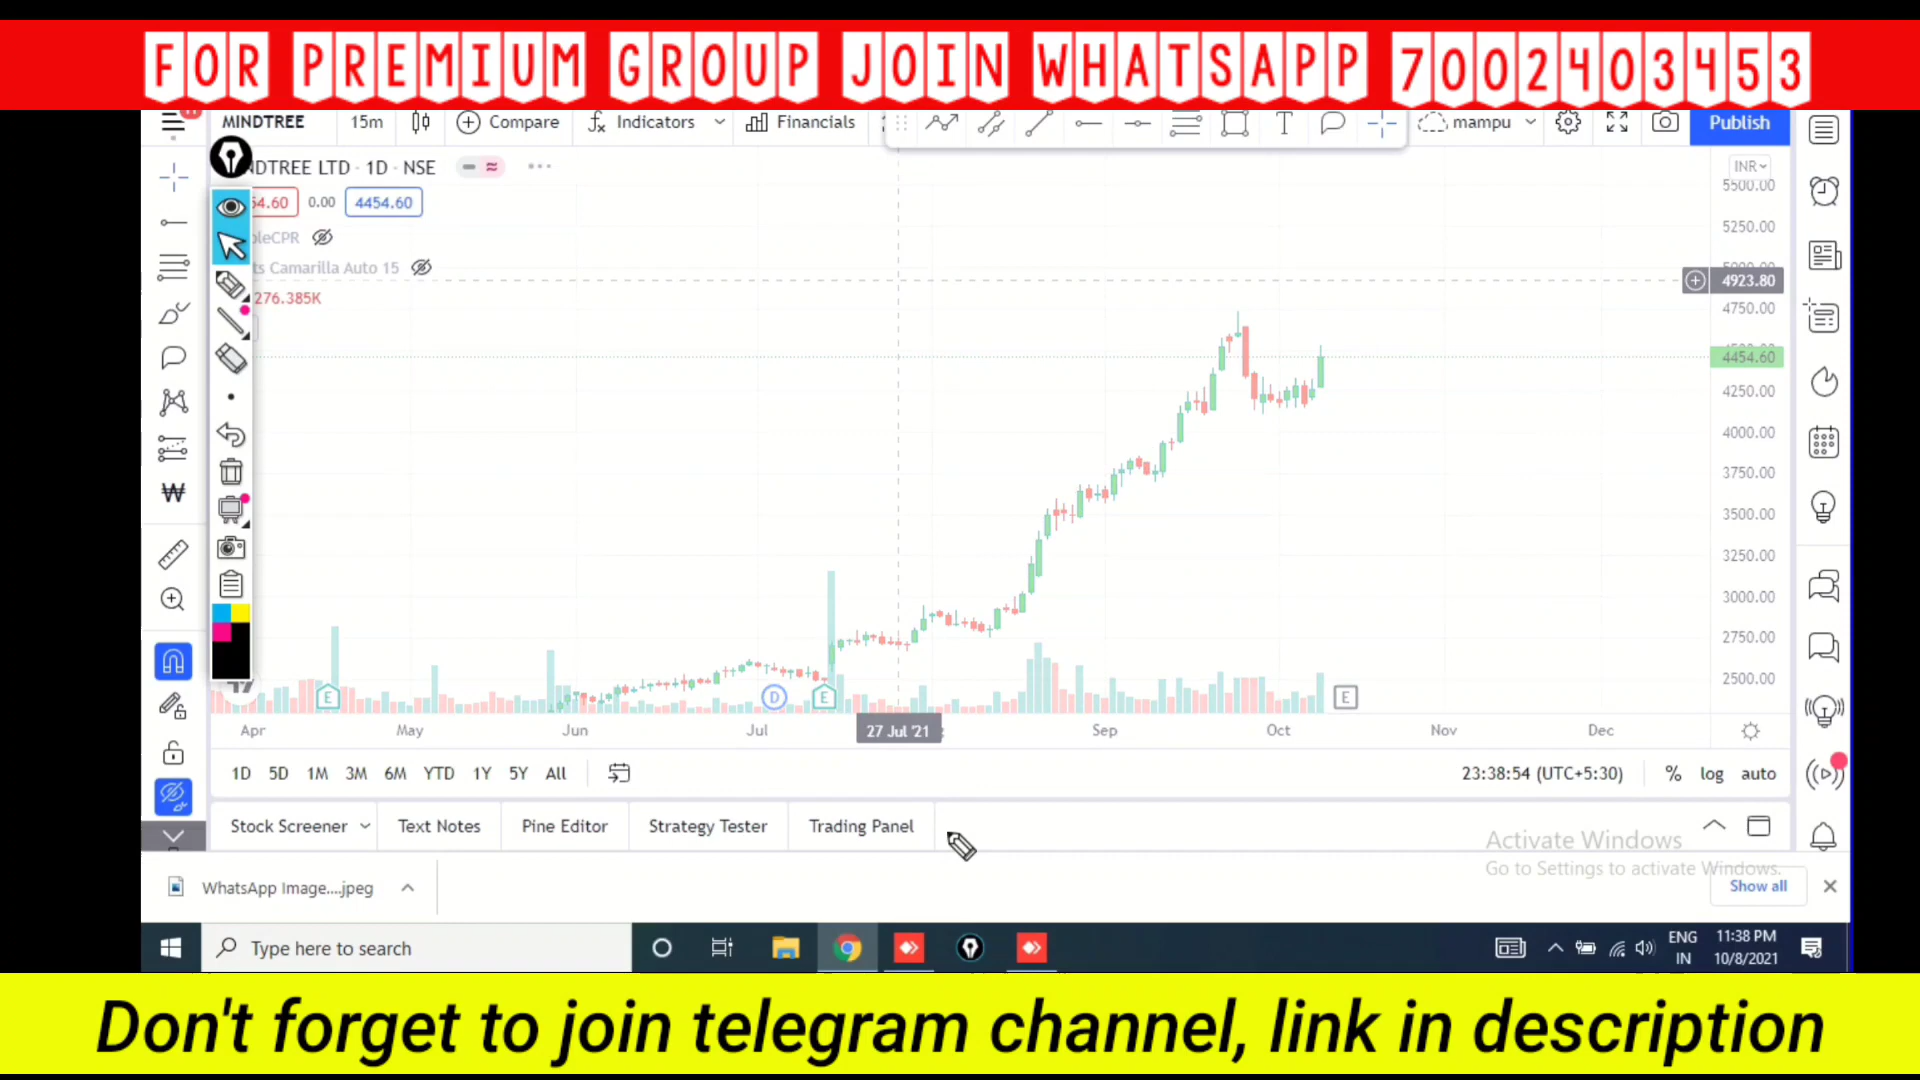 FOR PREMIUM GROUP JOIN WHATSAPP 7002403453
MINDTREE 15m Compare Indicators Financials mampu Publish
NDTREE LTD · 1D · NSE
INR
54.60 0.00 4454.60
leCPR
ts Camarilla Auto 15
276.385K
5500.00
5250.00
4923.80
4750.00
4454.60
4250.00
4000.00
3750.00
3500.00
3250.00
3000.00
2750.00
2500.00
E D E E
Apr May Jun Jul 27 Jul '21 Sep Oct Nov Dec
1D 5D 1M 3M 6M YTD 1Y 5Y All 23:38:54 (UTC+5:30) % log auto
Stock Screener Text Notes Pine Editor Strategy Tester Trading Panel
Activate Windows
Go to Settings to activate Windows.
WhatsApp Image....jpeg Show all
Type here to search
ENG 11:38 PM
IN 10/8/2021
Don't forget to join telegram channel, link in description